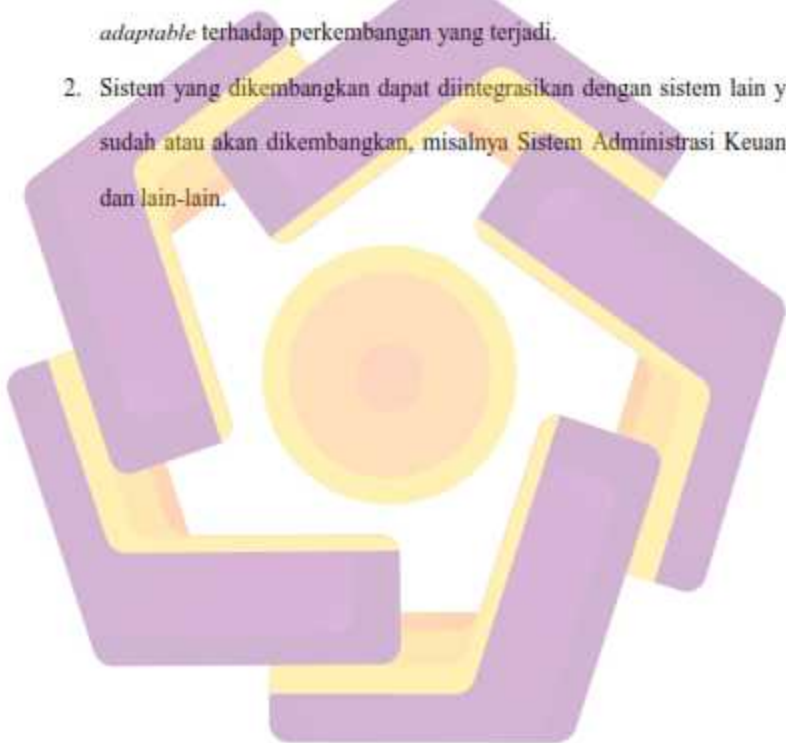 adaptable terhadap perkembangan yang terjadi.
2. Sistem yang dikembangkan dapat diintegrasikan dengan sistem lain y
sudah atau akan dikembangkan, misalnya Sistem Administrasi Keuan
dan lain-lain.